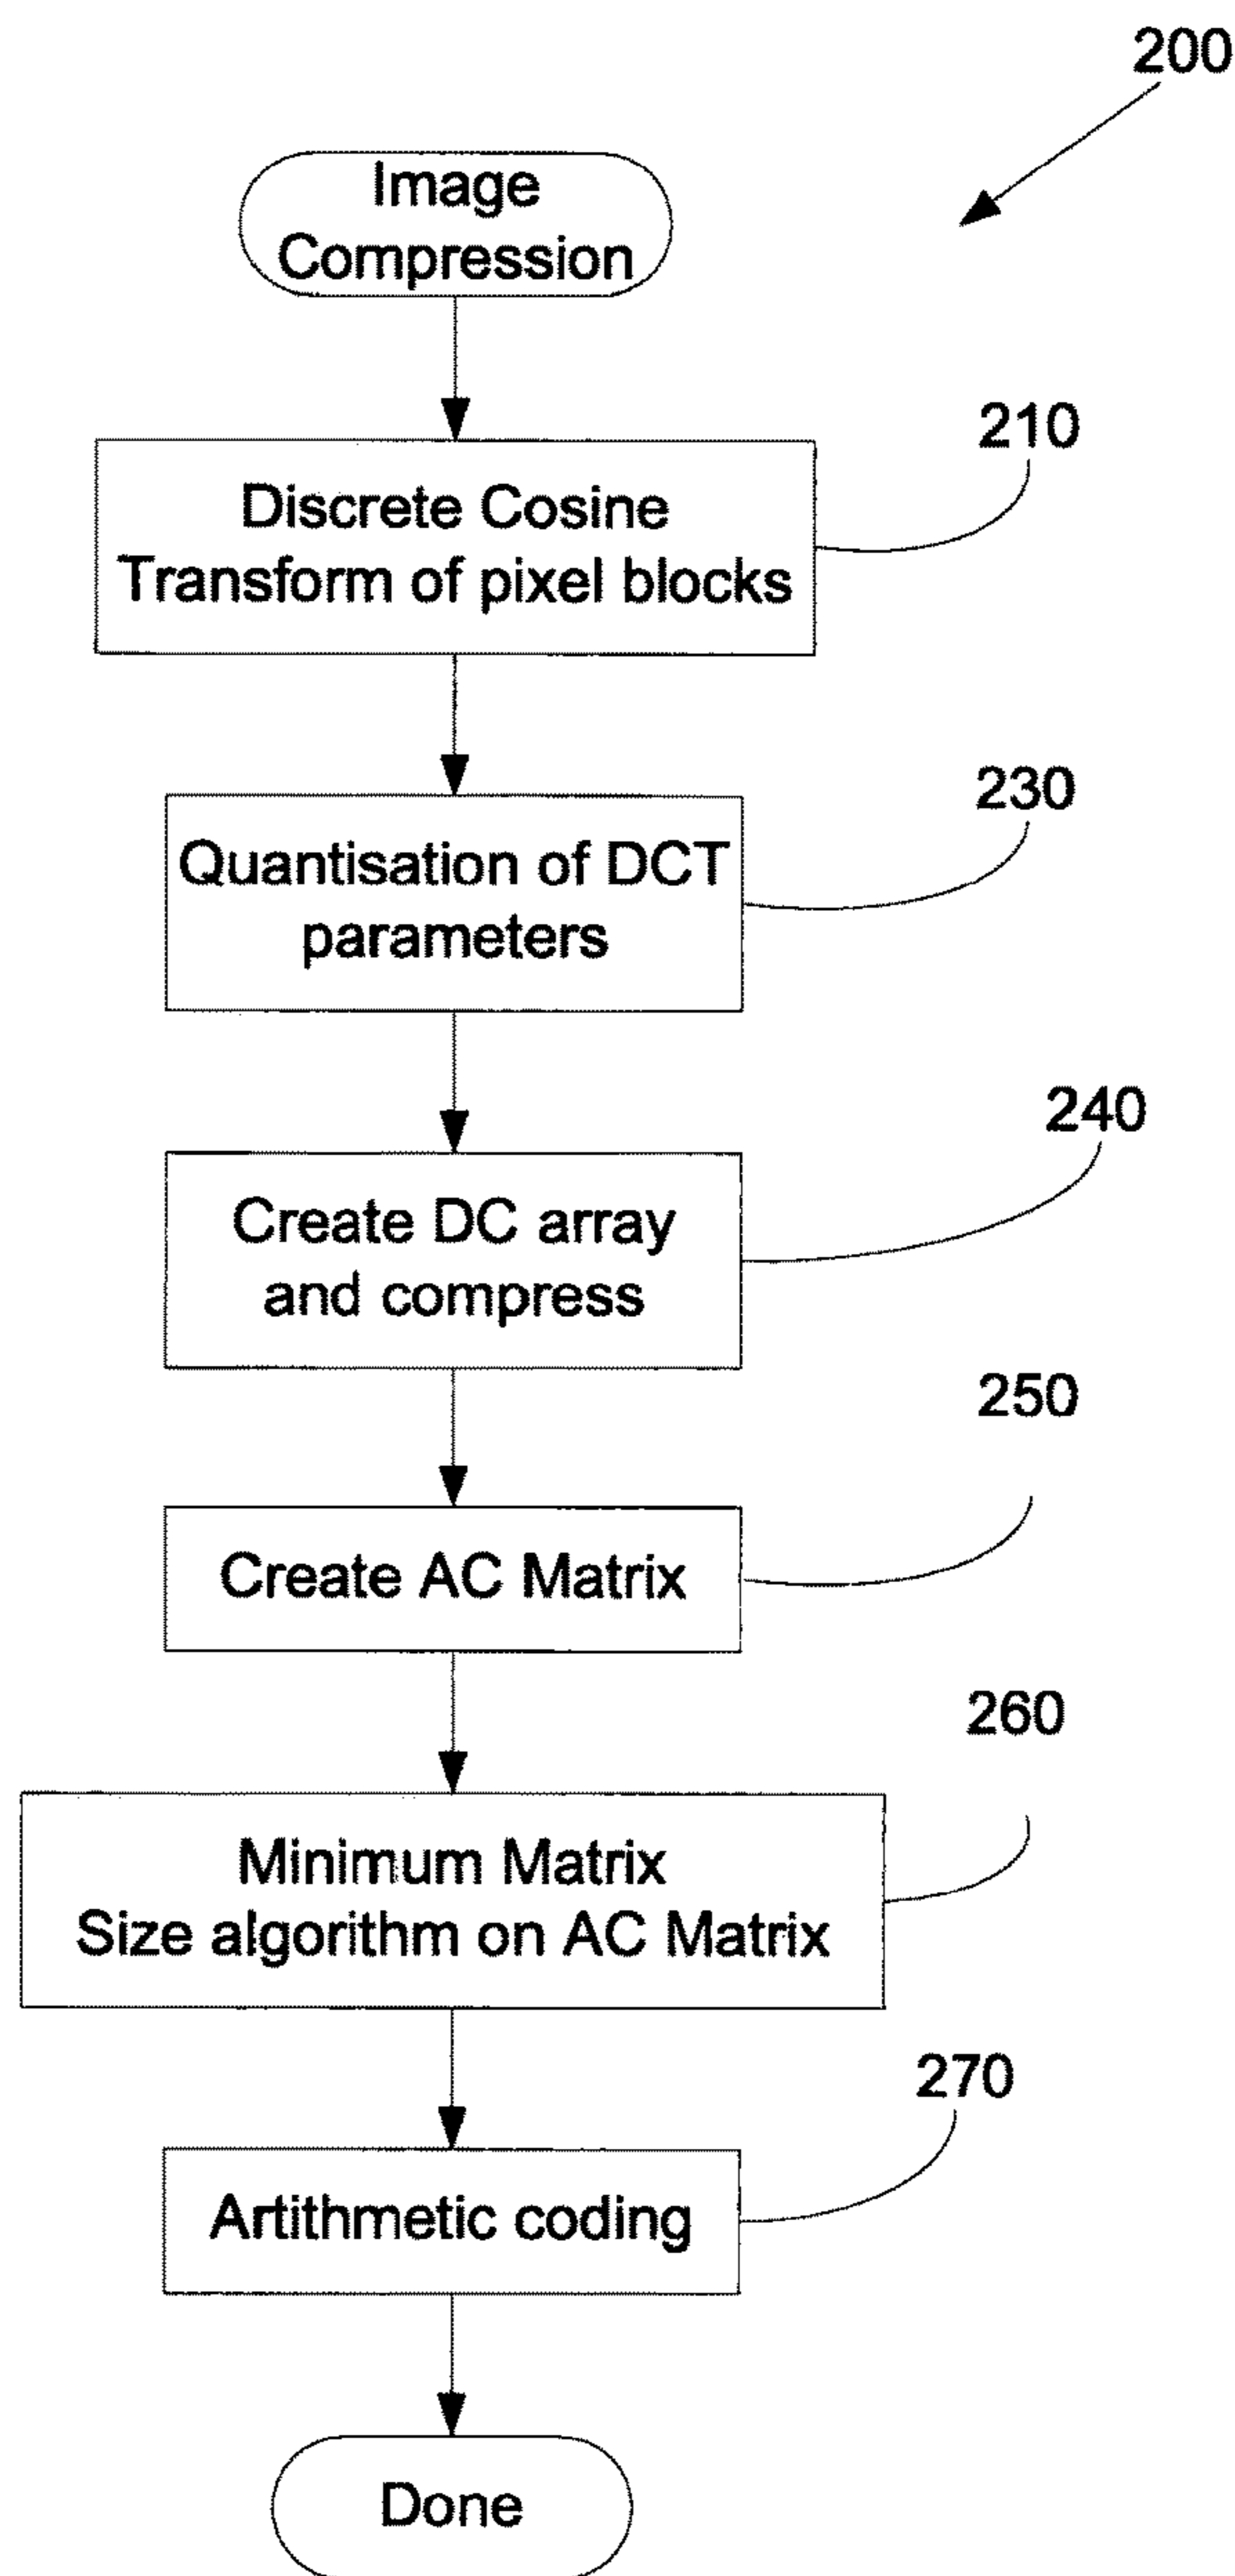 200
Image
Compression
210
Discrete Cosine
Transform of pixel blocks
230
Quantisation of DCT
parameters
240
Create DC array
and compress
250
Create AC Matrix
260
Minimum Matrix
Size algorithm on AC Matrix
270
Artithmetic coding
Done